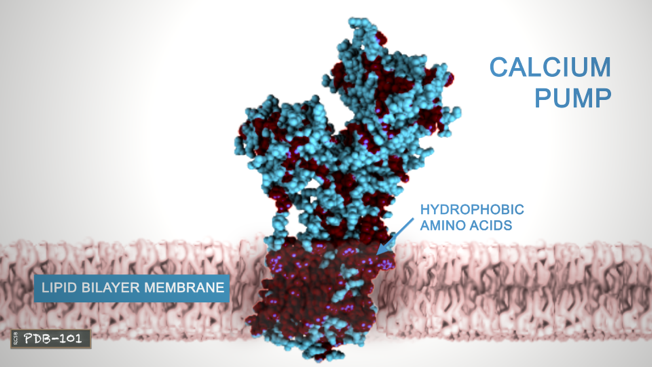 CALCIUM
PUMP
HYDROPHOBIC
AMINO ACIDS
LIPID BILAYER MEMBRANE
PDB-101